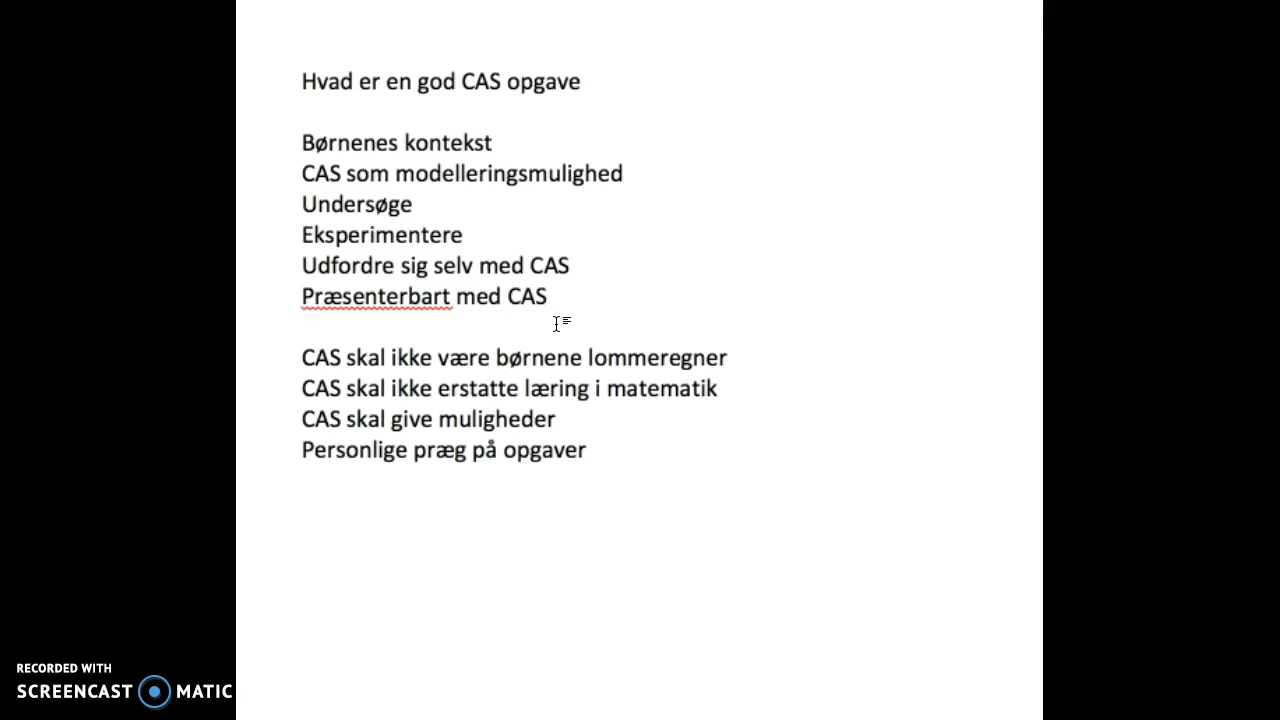 Hvad er en god CAS opgave
Børnenes kontekst
CAS som modelleringsmulighed
Undersøge
Eksperimentere
Udfordre sig selv med CAS
Præsenterbart med CAS
CAS skal ikke være børnene lommeregner
CAS skal ikke erstatte læring i matematik
CAS skal give muligheder
Personlige præg på opgaver
RECORDED WITH
SCREENCAST MATIC